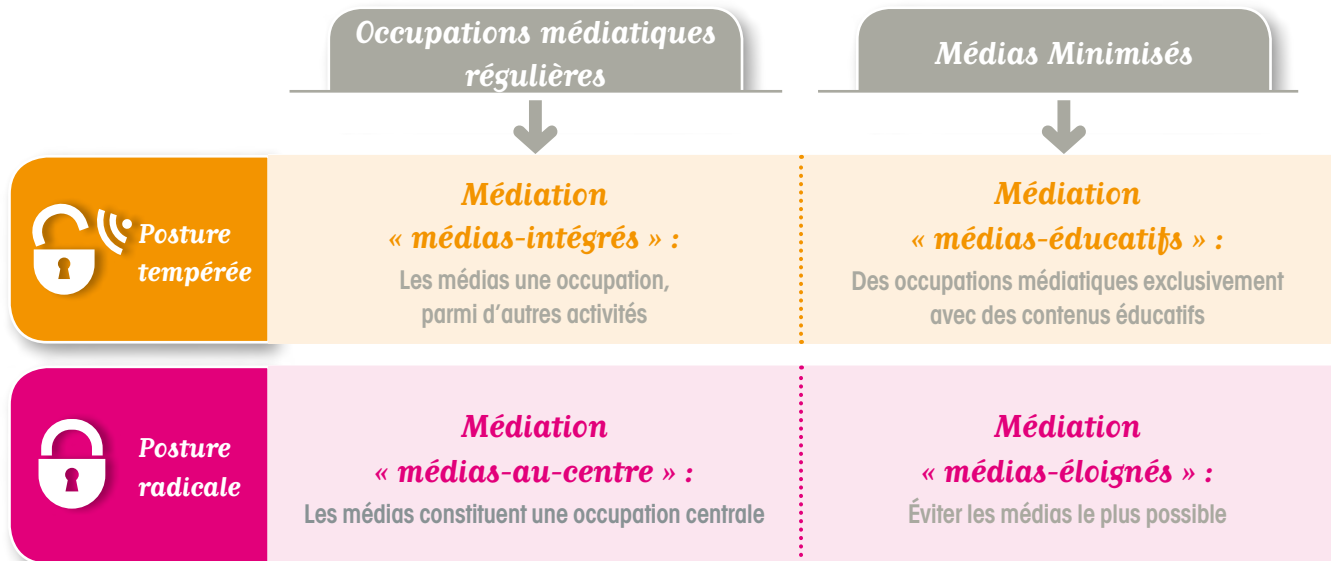 Occupations médiatiques
régulières
Médias Minimisés
Posture
tempérée
Médiation
« médias-intégrés » :
Les médias une occupation,
parmi d’autres activités
Médiation
« médias-éducatifs » :
Des occupations médiatiques exclusivement
avec des contenus éducatifs
Posture
radicale
Médiation
« médias-au-centre » :
Les médias constituent une occupation centrale
Médiation
« médias-éloignés » :
Éviter les médias le plus possible